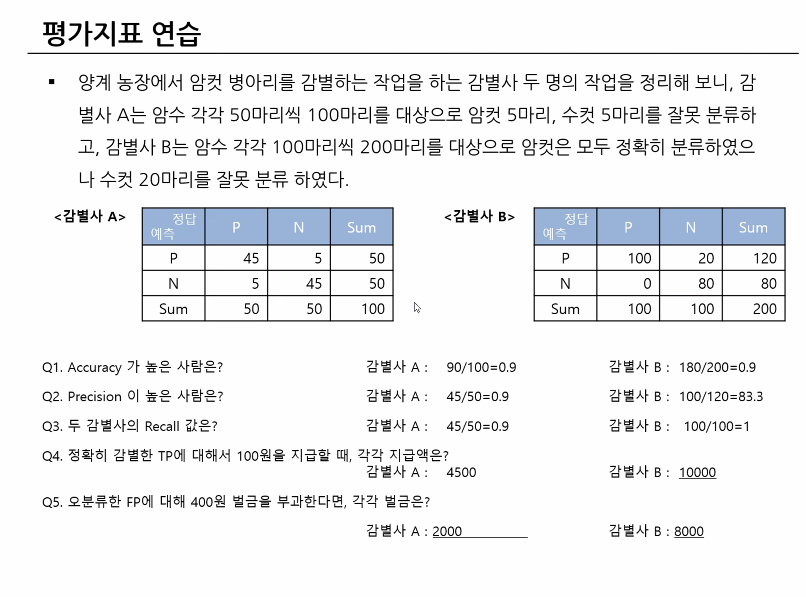 평가지표 연습
▪ 양계 농장에서 암컷 병아리를 감별하는 작업을 하는 감별사 두 명의 작업을 정리해 보니, 감
별사 A는 암수 각각 50마리씩 100마리를 대상으로 암컷 5마리, 수컷 5마리를 잘못 분류하
고, 감별사 B는 암수 각각 100마리씩 200마리를 대상으로 암컷은 모두 정확히 분류하였으
나 수컷 20마리를 잘못 분류 하였다.
<감별사 A>
정답
예측 P N Sum
P 45 5 50
N 5 45 50
Sum 50 50 100
<감별사 B>
정답
예측 P N Sum
P 100 20 120
N 0 80 80
Sum 100 100 200
Q1. Accuracy 가 높은 사람은? 감별사 A : 90/100=0.9 감별사 B : 180/200=0.9
Q2. Precision 이 높은 사람은? 감별사 A : 45/50=0.9 감별사 B : 100/120=83.3
Q3. 두 감별사의 Recall 값은? 감별사 A : 45/50=0.9 감별사 B : 100/100=1
Q4. 정확히 감별한 TP에 대해서 100원을 지급할 때, 각각 지급액은?
감별사 A : 4500 감별사 B : 10000
Q5. 오분류한 FP에 대해 400원 벌금을 부과한다면, 각각 벌금은?
감별사 A : 2000 감별사 B : 8000